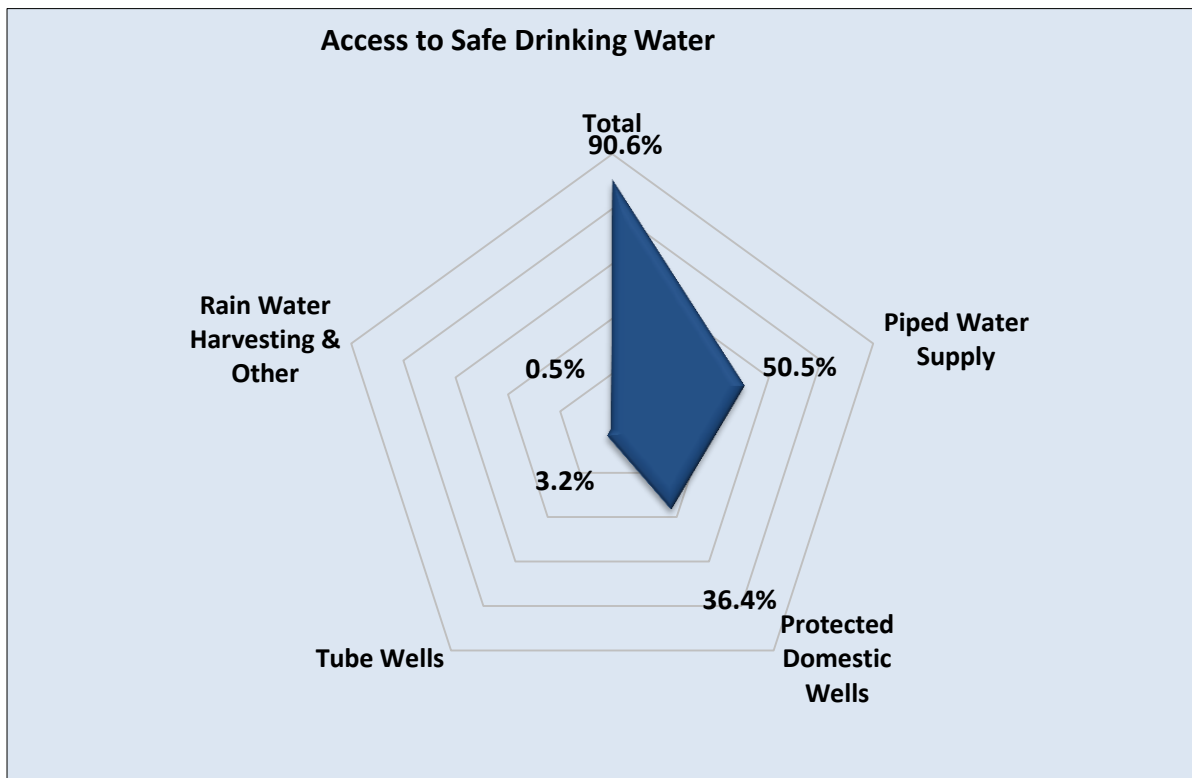 Access to Safe Drinking Water
Total
90.6%
Piped Water
Supply
50.5%
Protected
Domestic
Wells
36.4%
Tube Wells
3.2%
Rain Water
Harvesting &
Other
0.5%